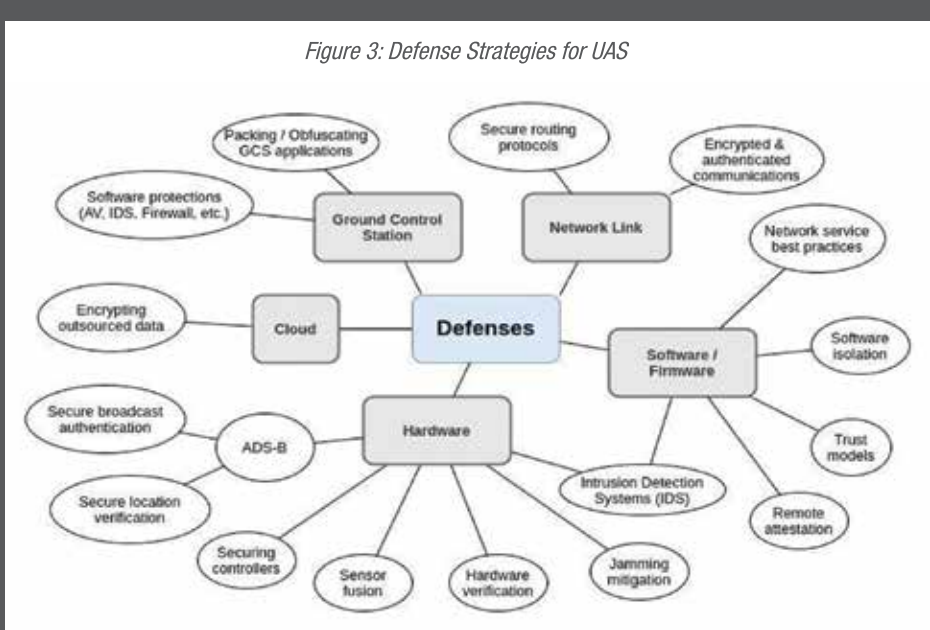 Figure 3: Defense Strategies for UAS
Packing / Obfuscating
GCS applications
Secure routing
protocols
Encrypted &
authenticated
communications
Software protections
(AV, IDS, Firewall, etc.)
Ground Control
Station
Network Link
Network service
best practices
Encrypting
outsourced data
Cloud
Defenses
Software /
Firmware
Software
isolation
Secure broadcast
authentication
ADS-B
Hardware
Trust
models
Secure location
verification
Intrusion Detection
Systems (IDS)
Remote
attestation
Securing
controllers
Sensor
fusion
Hardware
verification
Jamming
mitigation